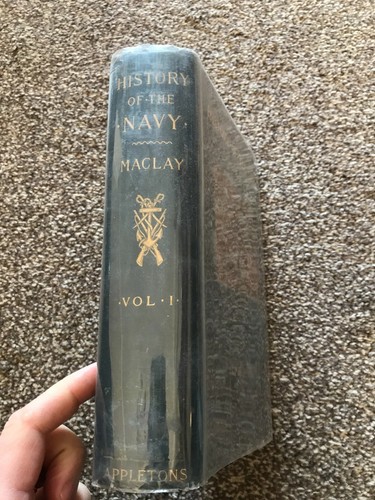 HISTORY
OF·THE
·NAVY·
MACLAY
·VOL·I·
APPLETONS